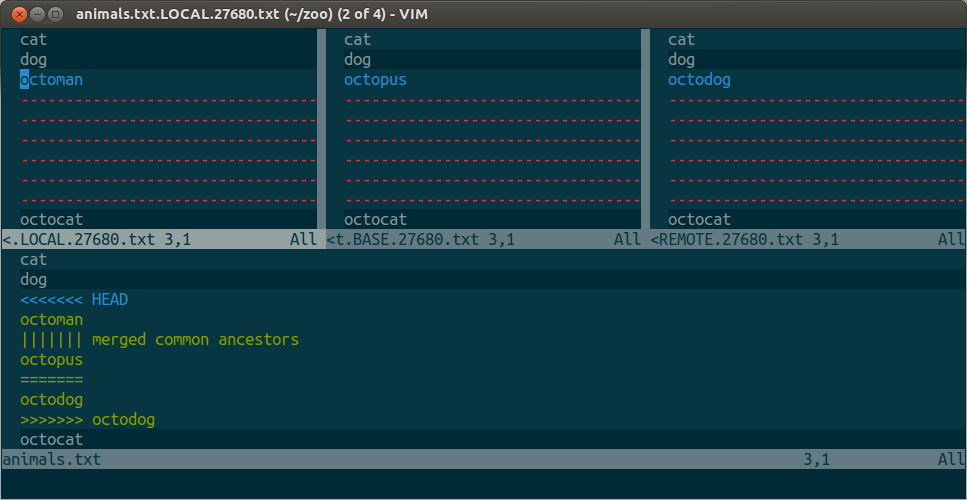 animals.txt.LOCAL.27680.txt (~/zoo) (2 of 4) - VIM
cat
dog
octoman
---------------------------------
---------------------------------
---------------------------------
---------------------------------
---------------------------------
---------------------------------
octocat
<.LOCAL.27680.txt 3,1 All
cat
dog
octopus
---------------------------------
---------------------------------
---------------------------------
---------------------------------
---------------------------------
---------------------------------
octocat
<t.BASE.27680.txt 3,1 All
cat
dog
octodog
---------------------------------
---------------------------------
---------------------------------
---------------------------------
---------------------------------
---------------------------------
octocat
<REMOTE.27680.txt 3,1 All
cat
dog
<<<<<<< HEAD
octoman
||||||| merged common ancestors
octopus
=======
octodog
>>>>>>> octodog
octocat
animals.txt 3,1 All